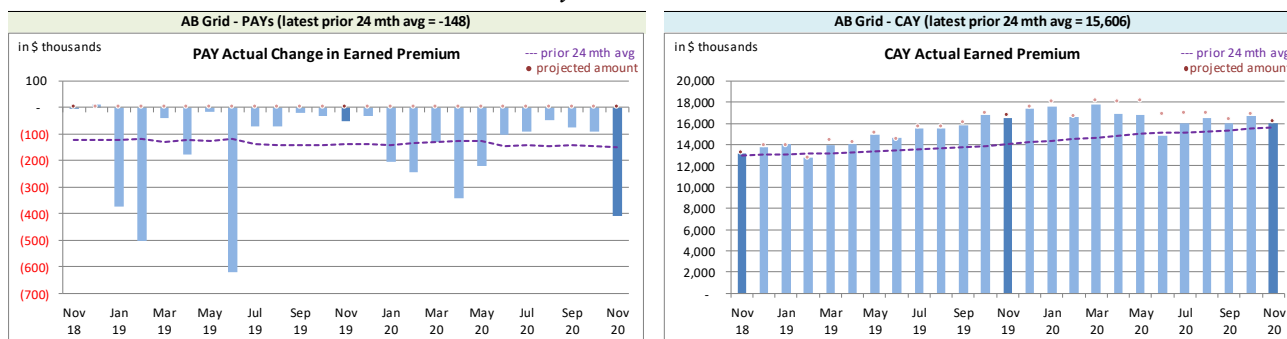 AB Grid - PAYs (latest prior 24 mth avg = -148)
in $ thousands
PAY Actual Change in Earned Premium
--- prior 24 mth avg
● projected amount
100
-
(100)
(200)
(300)
(400)
(500)
(600)
(700)
Nov 18 Jan 19 Mar 19 May 19 Jul 19 Sep 19 Nov 19 Jan 20 Mar 20 May 20 Jul 20 Sep 20 Nov 20
AB Grid - CAY (latest prior 24 mth avg = 15,606)
in $ thousands
CAY Actual Earned Premium
--- prior 24 mth avg
● projected amount
20,000
18,000
16,000
14,000
12,000
10,000
8,000
6,000
4,000
2,000
-
Nov 18 Jan 19 Mar 19 May 19 Jul 19 Sep 19 Nov 19 Jan 20 Mar 20 May 20 Jul 20 Sep 20 Nov 20